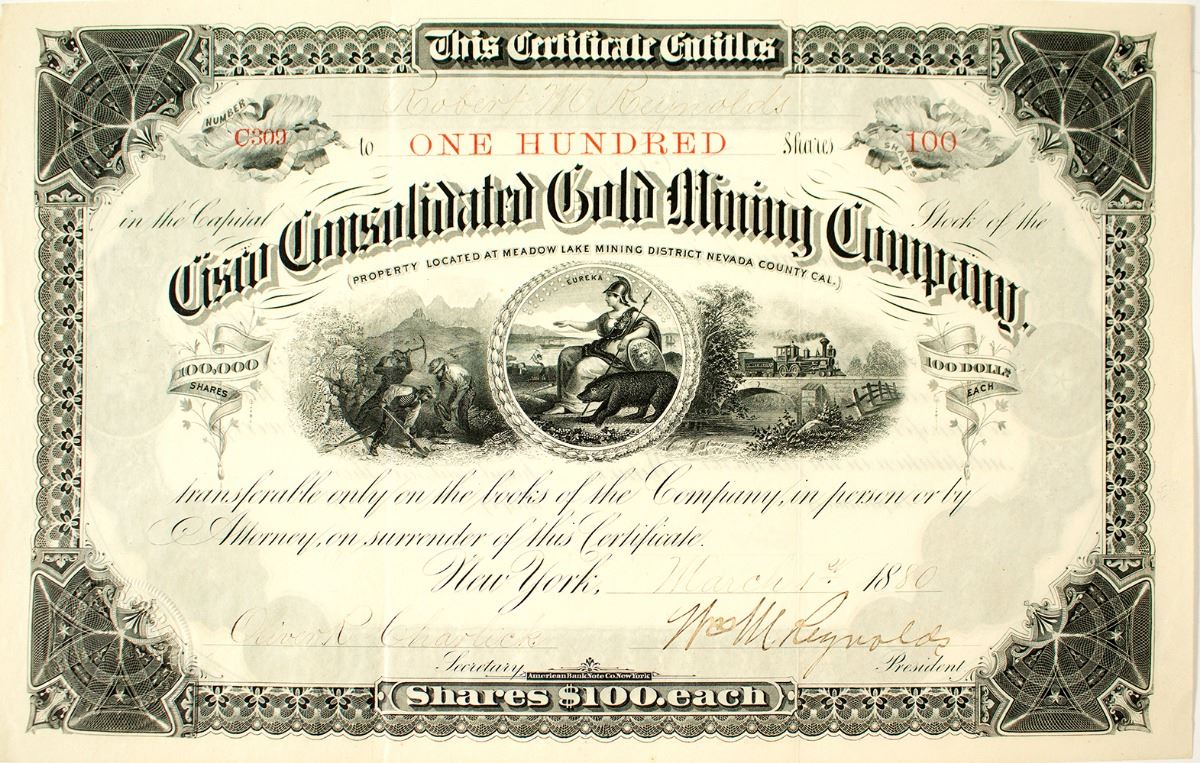 This Certificate Entitles
Robert M Reynolds
NUMBER
C309
to ONE HUNDRED Shares
100
SHARES
in the Capital Stock of the
Cisco Consolidated Gold Mining Company.
(PROPERTY LOCATED AT MEADOW LAKE MINING DISTRICT NEVADA COUNTY CAL.)
EUREKA
100,000
SHARES
100 DOLLS
EACH
transferable only on the books of the Company, in person or by
Attorney, on surrender of this Certificate.
New York, March 1st 1880
Oliver R Charlick
Wm M Reynolds
Secretary
President
American Bank Note Co. New York
Shares $100. each